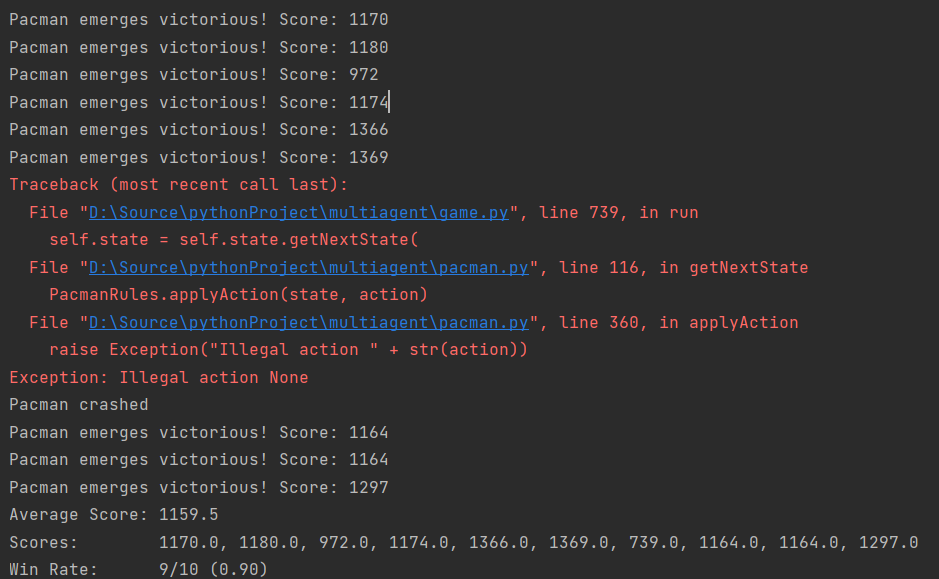 Pacman emerges victorious! Score: 1170
Pacman emerges victorious! Score: 1180
Pacman emerges victorious! Score: 972
Pacman emerges victorious! Score: 1174
Pacman emerges victorious! Score: 1366
Pacman emerges victorious! Score: 1369
Traceback (most recent call last):
  File "D:\Source\pythonProject\multiagent\game.py", line 739, in run
    self.state = self.state.getNextState(
  File "D:\Source\pythonProject\multiagent\pacman.py", line 116, in getNextState
    PacmanRules.applyAction(state, action)
  File "D:\Source\pythonProject\multiagent\pacman.py", line 360, in applyAction
    raise Exception("Illegal action " + str(action))
Exception: Illegal action None
Pacman crashed
Pacman emerges victorious! Score: 1164
Pacman emerges victorious! Score: 1164
Pacman emerges victorious! Score: 1297
Average Score: 1159.5
Scores:        1170.0, 1180.0, 972.0, 1174.0, 1366.0, 1369.0, 739.0, 1164.0, 1164.0, 1297.0
Win Rate:      9/10 (0.90)